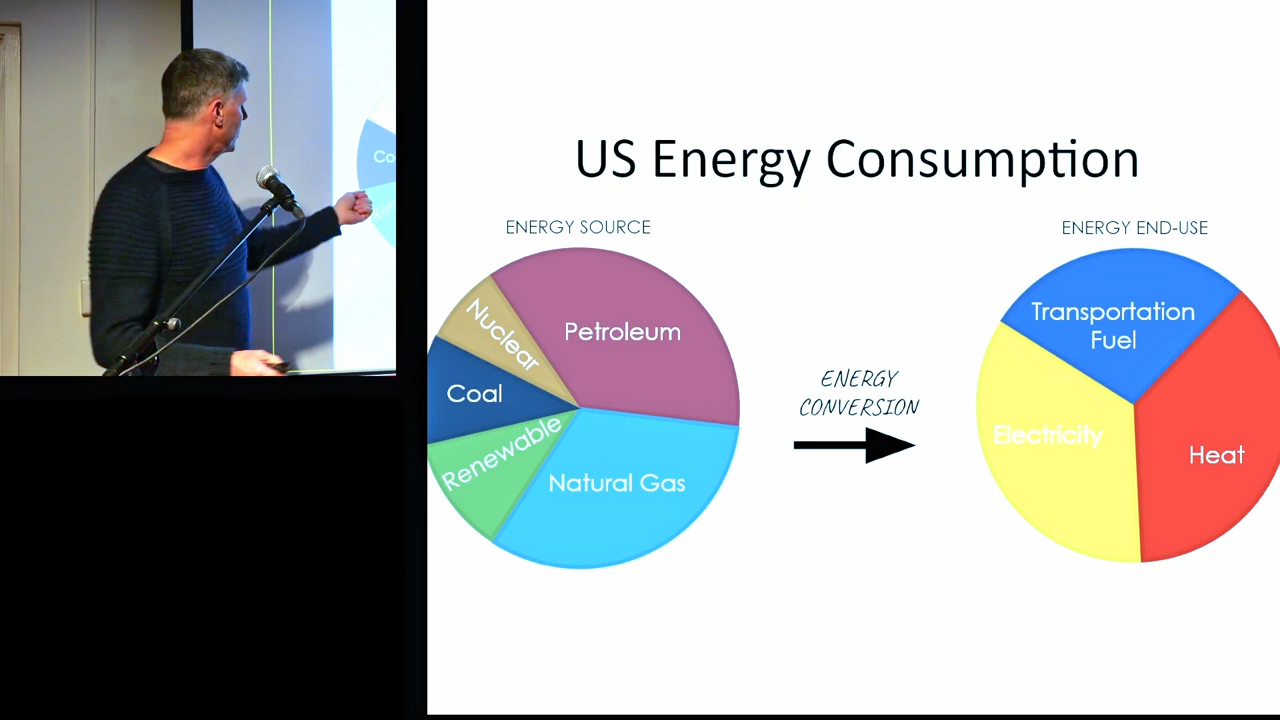 US Energy Consumption
ENERGY SOURCE
ENERGY END-USE
Nuclear
Petroleum
Coal
Renewable
Natural Gas
ENERGY
CONVERSION
Transportation
Fuel
Electricity
Heat
Co